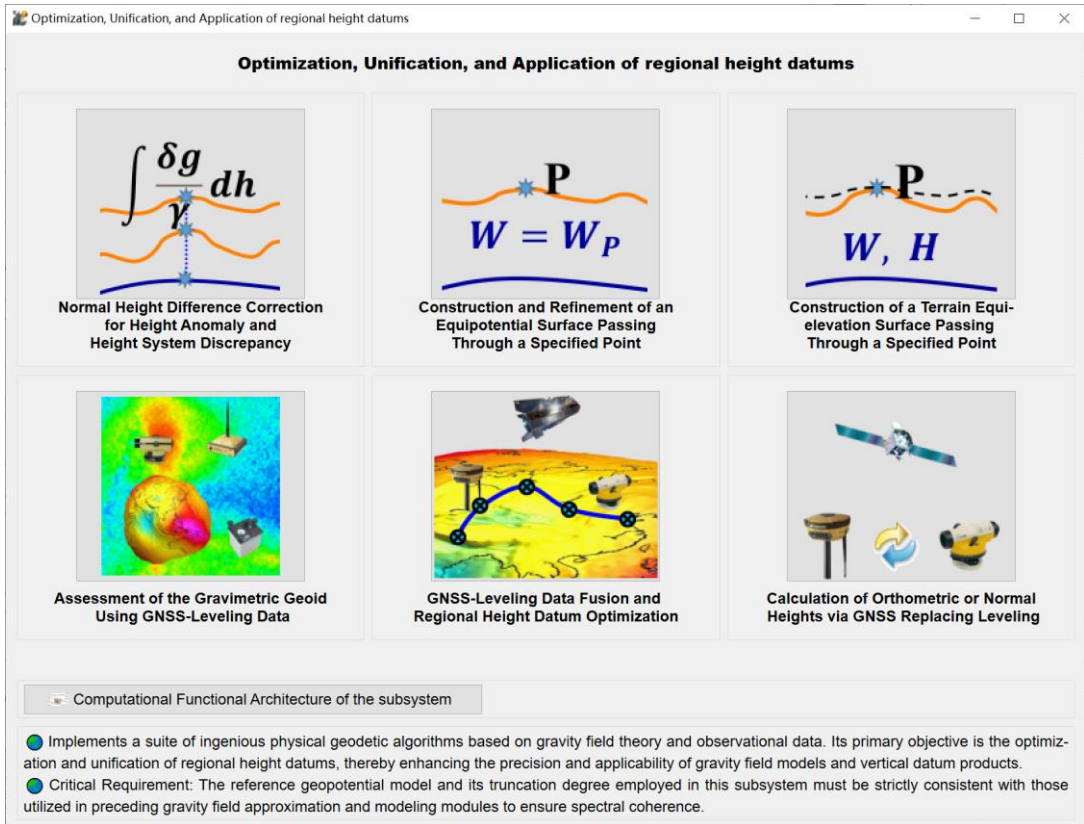 Optimization, Unification, and Application of regional height datums
Optimization, Unification, and Application of regional height datums
∫ δg/γ dh
Normal Height Difference Correction
for Height Anomaly and
Height System Discrepancy
P
W = W_P
Construction and Refinement of an
Equipotential Surface Passing
Through a Specified Point
P
W, H
Construction of a Terrain Equi-
elevation Surface Passing
Through a Specified Point
Assessment of the Gravimetric Geoid
Using GNSS-Leveling Data
GNSS-Leveling Data Fusion and
Regional Height Datum Optimization
Calculation of Orthometric or Normal
Heights via GNSS Replacing Leveling
Computational Functional Architecture of the subsystem
Implements a suite of ingenious physical geodetic algorithms based on gravity field theory and observational data. Its primary objective is the optimiz-
ation and unification of regional height datums, thereby enhancing the precision and applicability of gravity field models and vertical datum products.
Critical Requirement: The reference geopotential model and its truncation degree employed in this subsystem must be strictly consistent with those
utilized in preceding gravity field approximation and modeling modules to ensure spectral coherence.